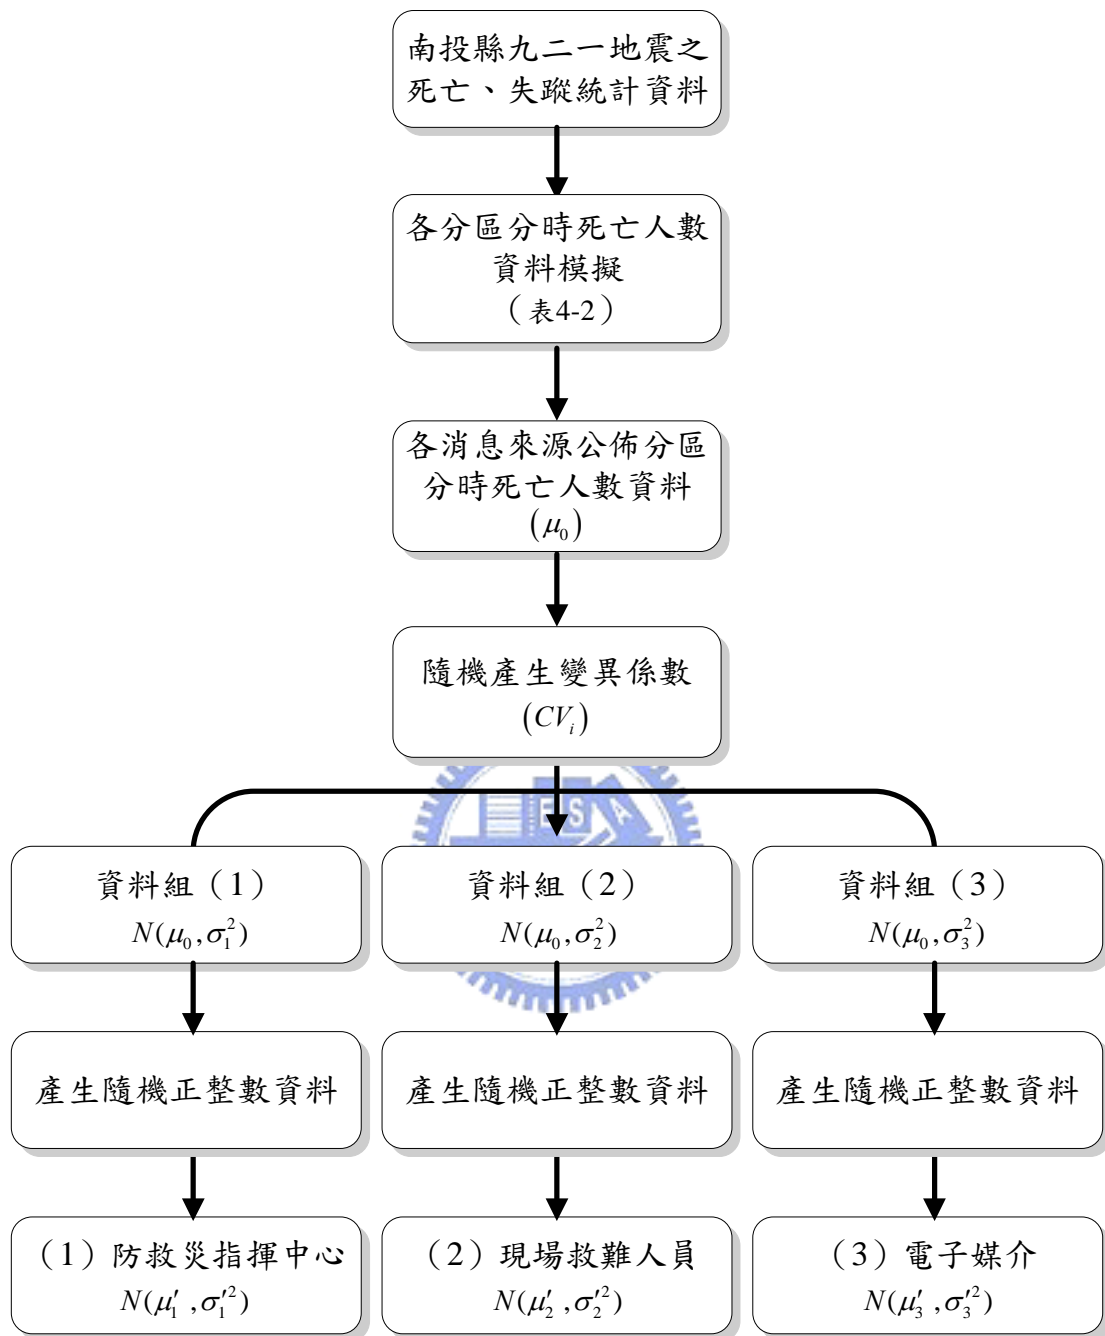 南投縣九二一地震之
死亡、失蹤統計資料
各分區分時死亡人數
資料模擬
（表4-2）
各消息來源公佈分區
分時死亡人數資料
(μ₀)
隨機產生變異係數
(CVᵢ)
E S A
資料組（1）
N(μ₀,σ₁²)
資料組（2）
N(μ₀,σ₂²)
資料組（3）
N(μ₀,σ₃²)
產生隨機正整數資料
產生隨機正整數資料
產生隨機正整數資料
（1）防救災指揮中心
N(μ₁′,σ₁′²)
（2）現場救難人員
N(μ₂′,σ₂′²)
（3）電子媒介
N(μ₃′,σ₃′²)